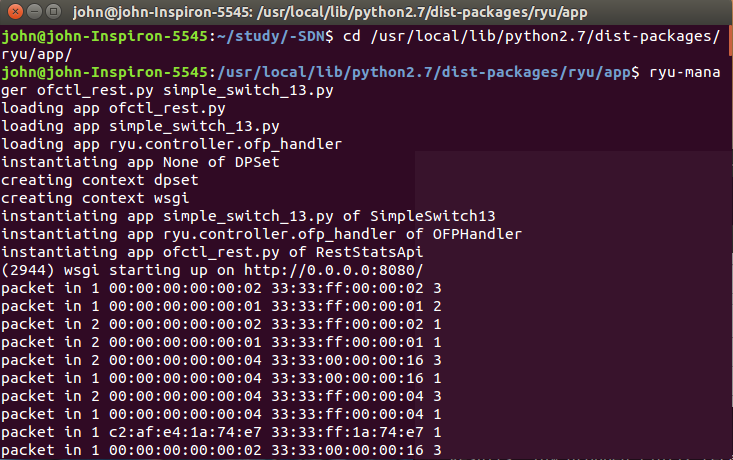 john@john-Inspiron-5545: /usr/local/lib/python2.7/dist-packages/ryu/app
john@john-Inspiron-5545:~/study/-SDN$ cd /usr/local/lib/python2.7/dist-packages/
ryu/app/
john@john-Inspiron-5545:/usr/local/lib/python2.7/dist-packages/ryu/app$ ryu-mana
ger ofctl_rest.py simple_switch_13.py
loading app ofctl_rest.py
loading app simple_switch_13.py
loading app ryu.controller.ofp_handler
instantiating app None of DPSet
creating context dpset
creating context wsgi
instantiating app simple_switch_13.py of SimpleSwitch13
instantiating app ryu.controller.ofp_handler of OFPHandler
instantiating app ofctl_rest.py of RestStatsApi
(2944) wsgi starting up on http://0.0.0.0:8080/
packet in 1 00:00:00:00:00:02 33:33:ff:00:00:02 3
packet in 1 00:00:00:00:00:01 33:33:ff:00:00:01 2
packet in 2 00:00:00:00:00:02 33:33:ff:00:00:02 1
packet in 2 00:00:00:00:00:01 33:33:ff:00:00:01 1
packet in 2 00:00:00:00:00:04 33:33:00:00:00:16 3
packet in 1 00:00:00:00:00:04 33:33:00:00:00:16 1
packet in 2 00:00:00:00:00:04 33:33:ff:00:00:04 3
packet in 1 00:00:00:00:00:04 33:33:ff:00:00:04 1
packet in 1 c2:af:e4:1a:74:e7 33:33:ff:1a:74:e7 1
packet in 1 00:00:00:00:00:02 33:33:00:00:00:16 3